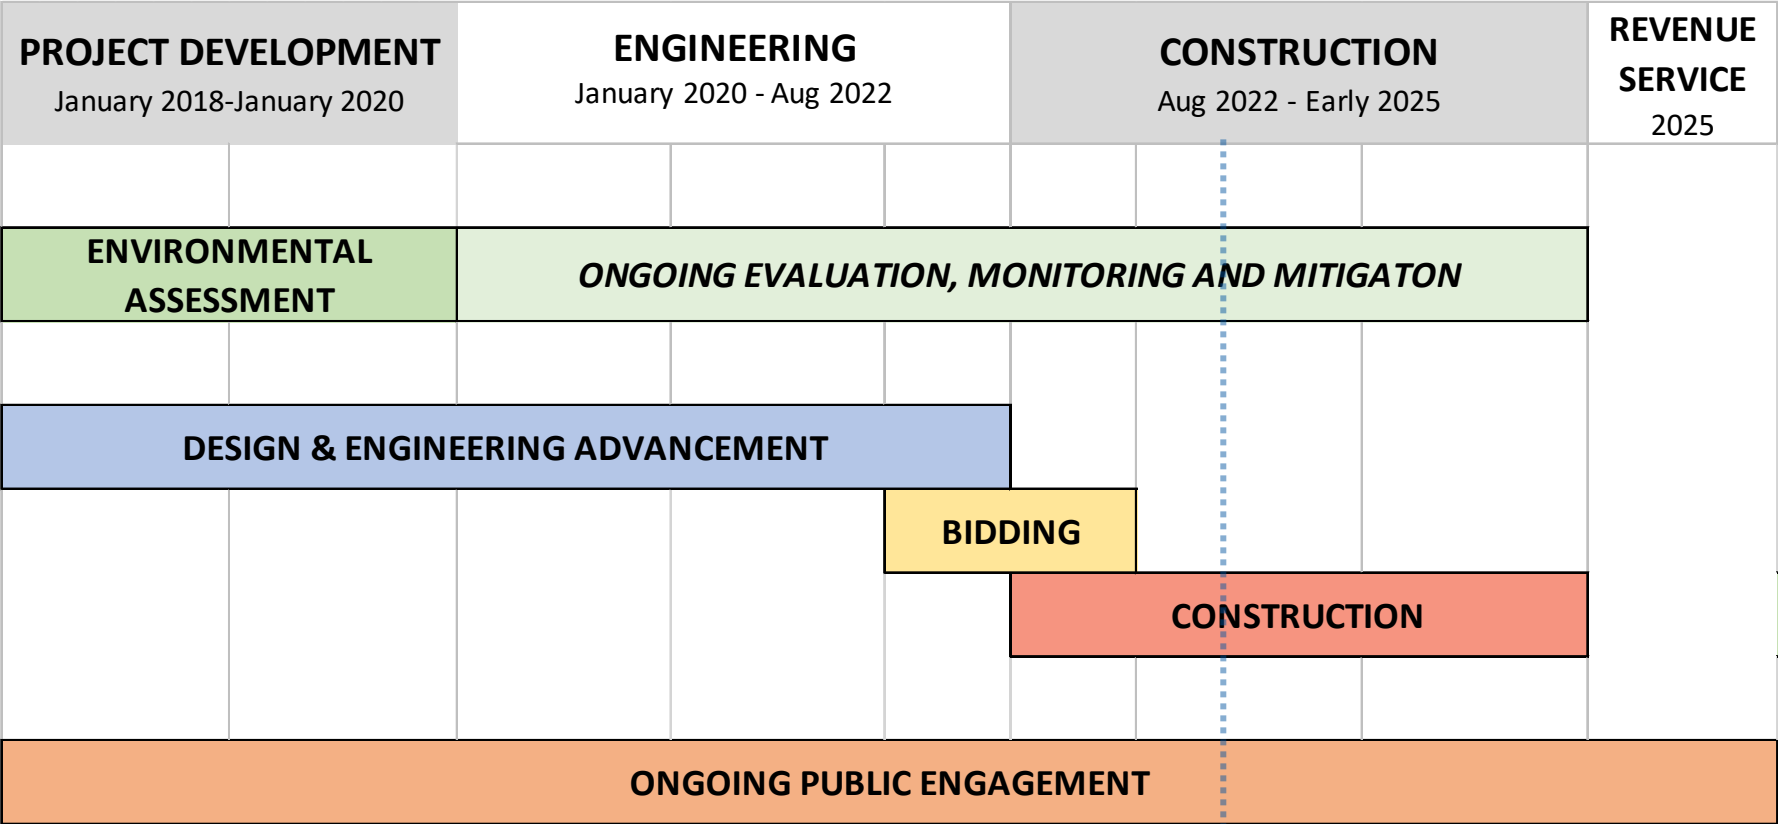 PROJECT DEVELOPMENT
January 2018-January 2020
ENGINEERING
January 2020 - Aug 2022
CONSTRUCTION
Aug 2022 - Early 2025
REVENUE
SERVICE
2025
ENVIRONMENTAL
ASSESSMENT
ONGOING EVALUATION, MONITORING AND MITIGATON
DESIGN & ENGINEERING ADVANCEMENT
BIDDING
CONSTRUCTION
ONGOING PUBLIC ENGAGEMENT